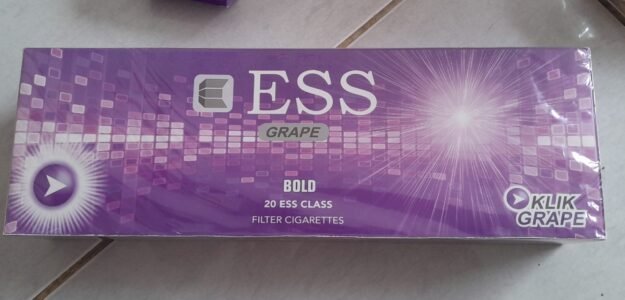 ESS
GRAPE
BOLD
20 ESS CLASS
FILTER CIGARETTES
KLIK
GRAPE